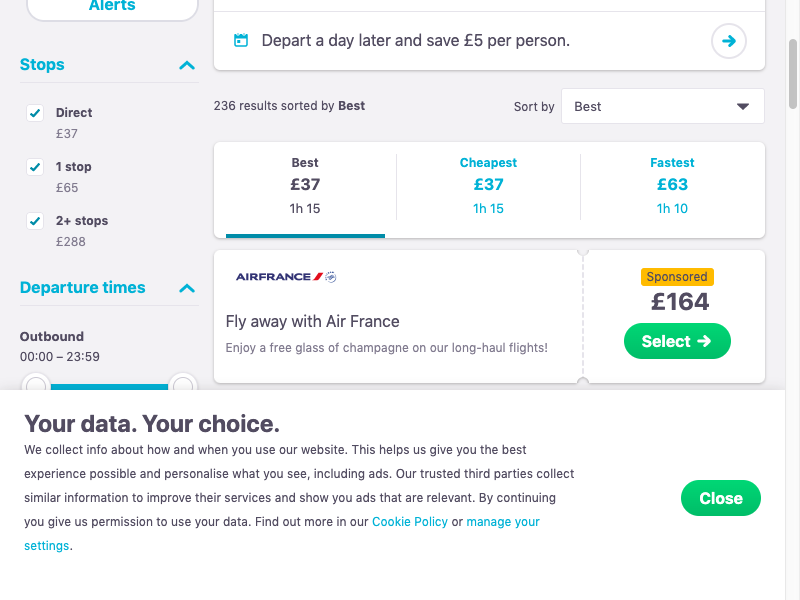 Alerts
Depart a day later and save £5 per person.
Stops
Direct
£37
1 stop
£65
2+ stops
£288
Departure times
Outbound
00:00 – 23:59
236 results sorted by Best
Sort by
Best
Best
£37
1h 15
Cheapest
£37
1h 15
Fastest
£63
1h 10
AIRFRANCE
Fly away with Air France
Enjoy a free glass of champagne on our long-haul flights!
Sponsored
£164
Select
Your data. Your choice.
We collect info about how and when you use our website. This helps us give you the best
experience possible and personalise what you see, including ads. Our trusted third parties collect
similar information to improve their services and show you ads that are relevant. By continuing
you give us permission to use your data. Find out more in our Cookie Policy or manage your
settings.
Close